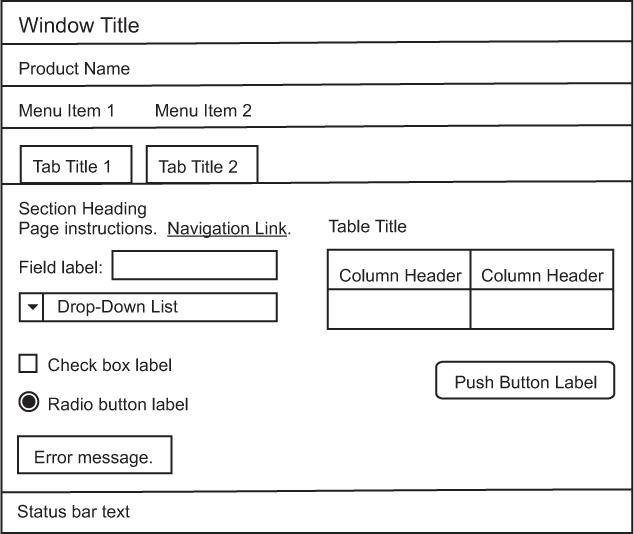 Window Title
Product Name
Menu Item 1 Menu Item 2
Tab Title 1 Tab Title 2
Section Heading
Page instructions. Navigation Link.
Field label:
Drop-Down List
Check box label
Radio button label
Error message.
Table Title
Column Header Column Header
Push Button Label
Status bar text